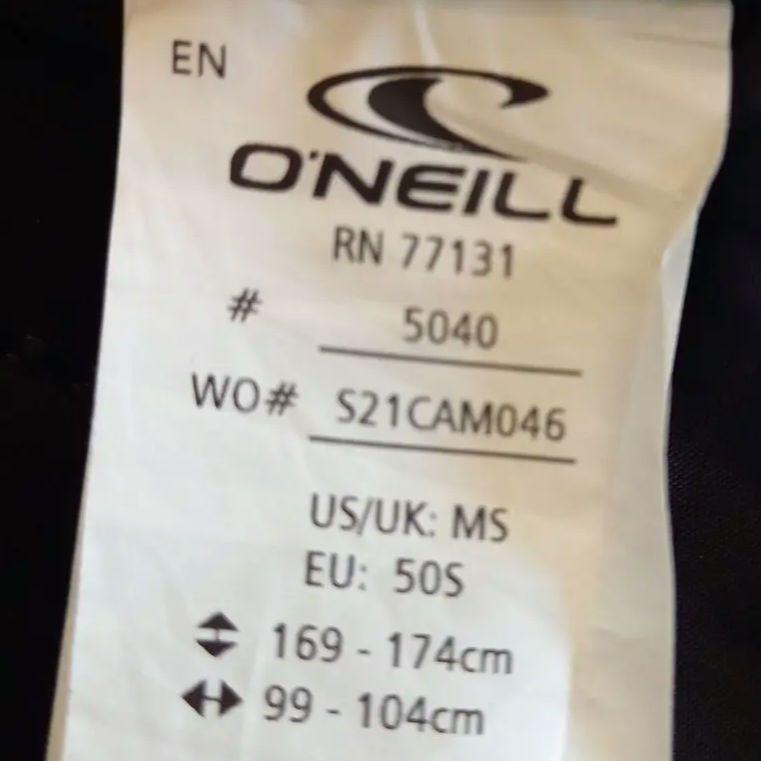 EN
O'NEILL
RN 77131
# 5040
WO# S21CAM046
US/UK: MS
EU: 50S
169 - 174cm
99 - 104cm